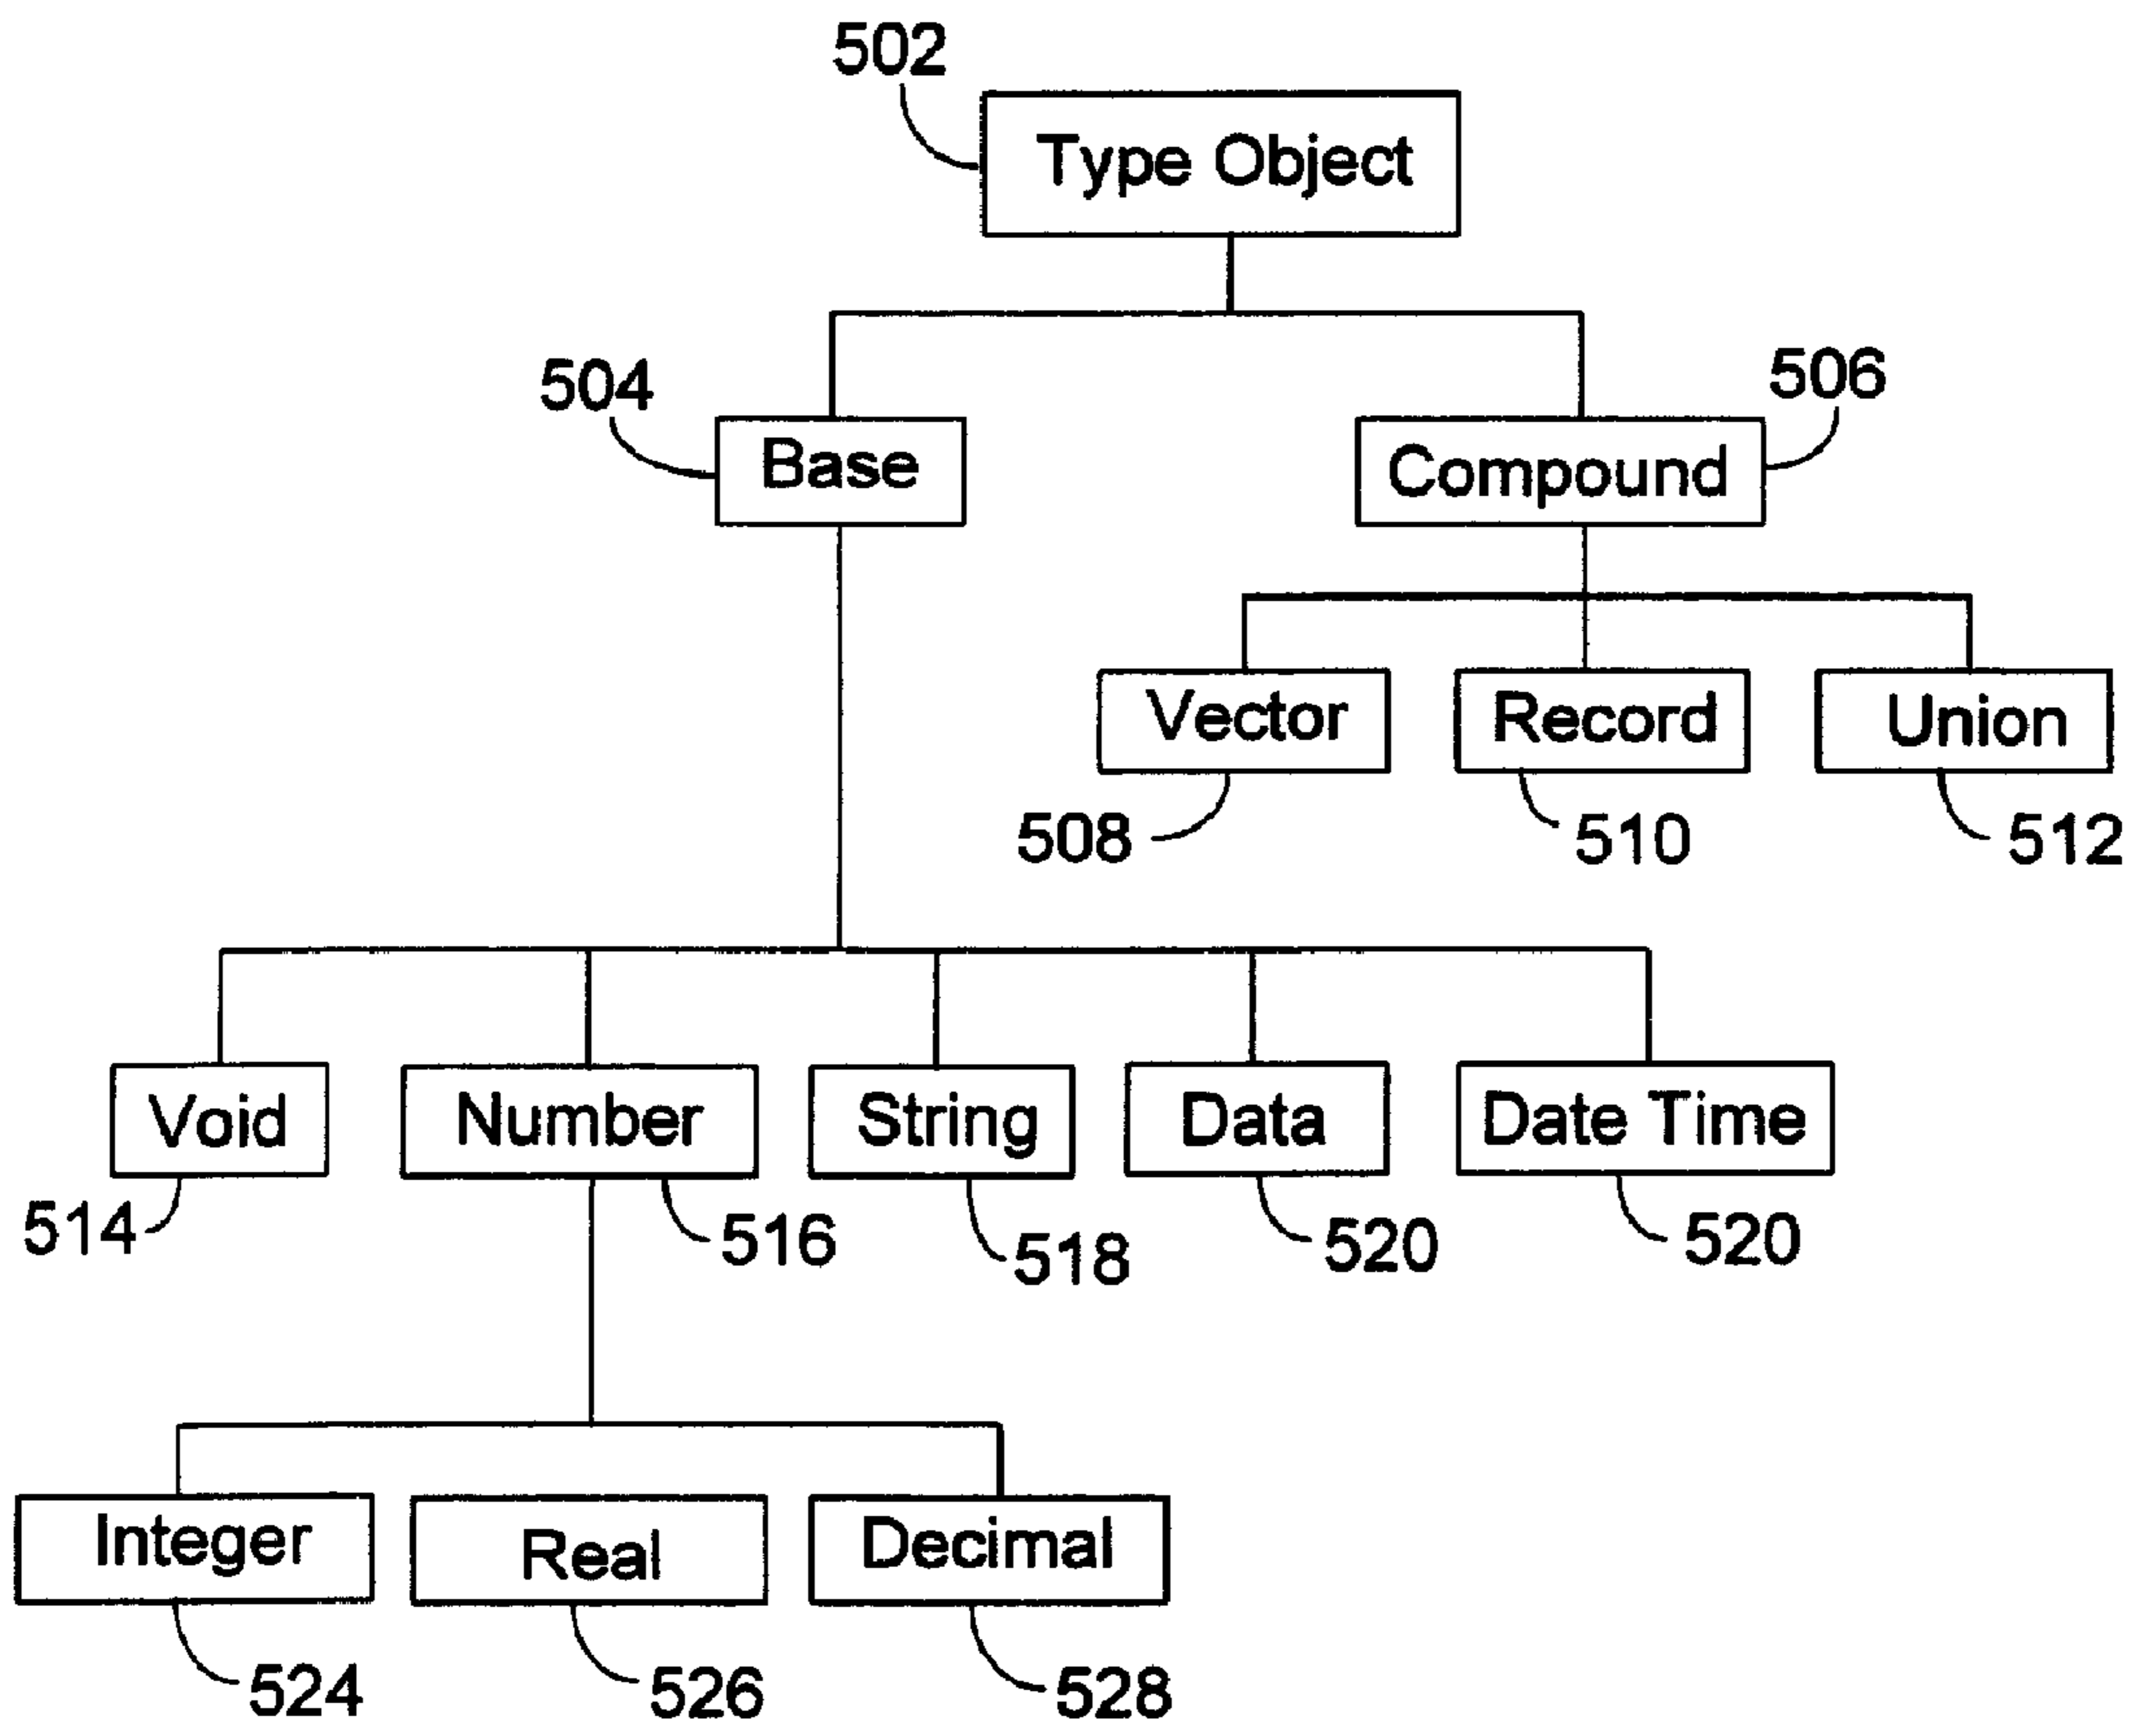 502
Type Object
504
506
Base
Compound
Vector
Record
Union
508
510
512
Void
Number
String
Data
Date Time
514
516
518
520
520
Integer
Real
Decimal
524
526
528